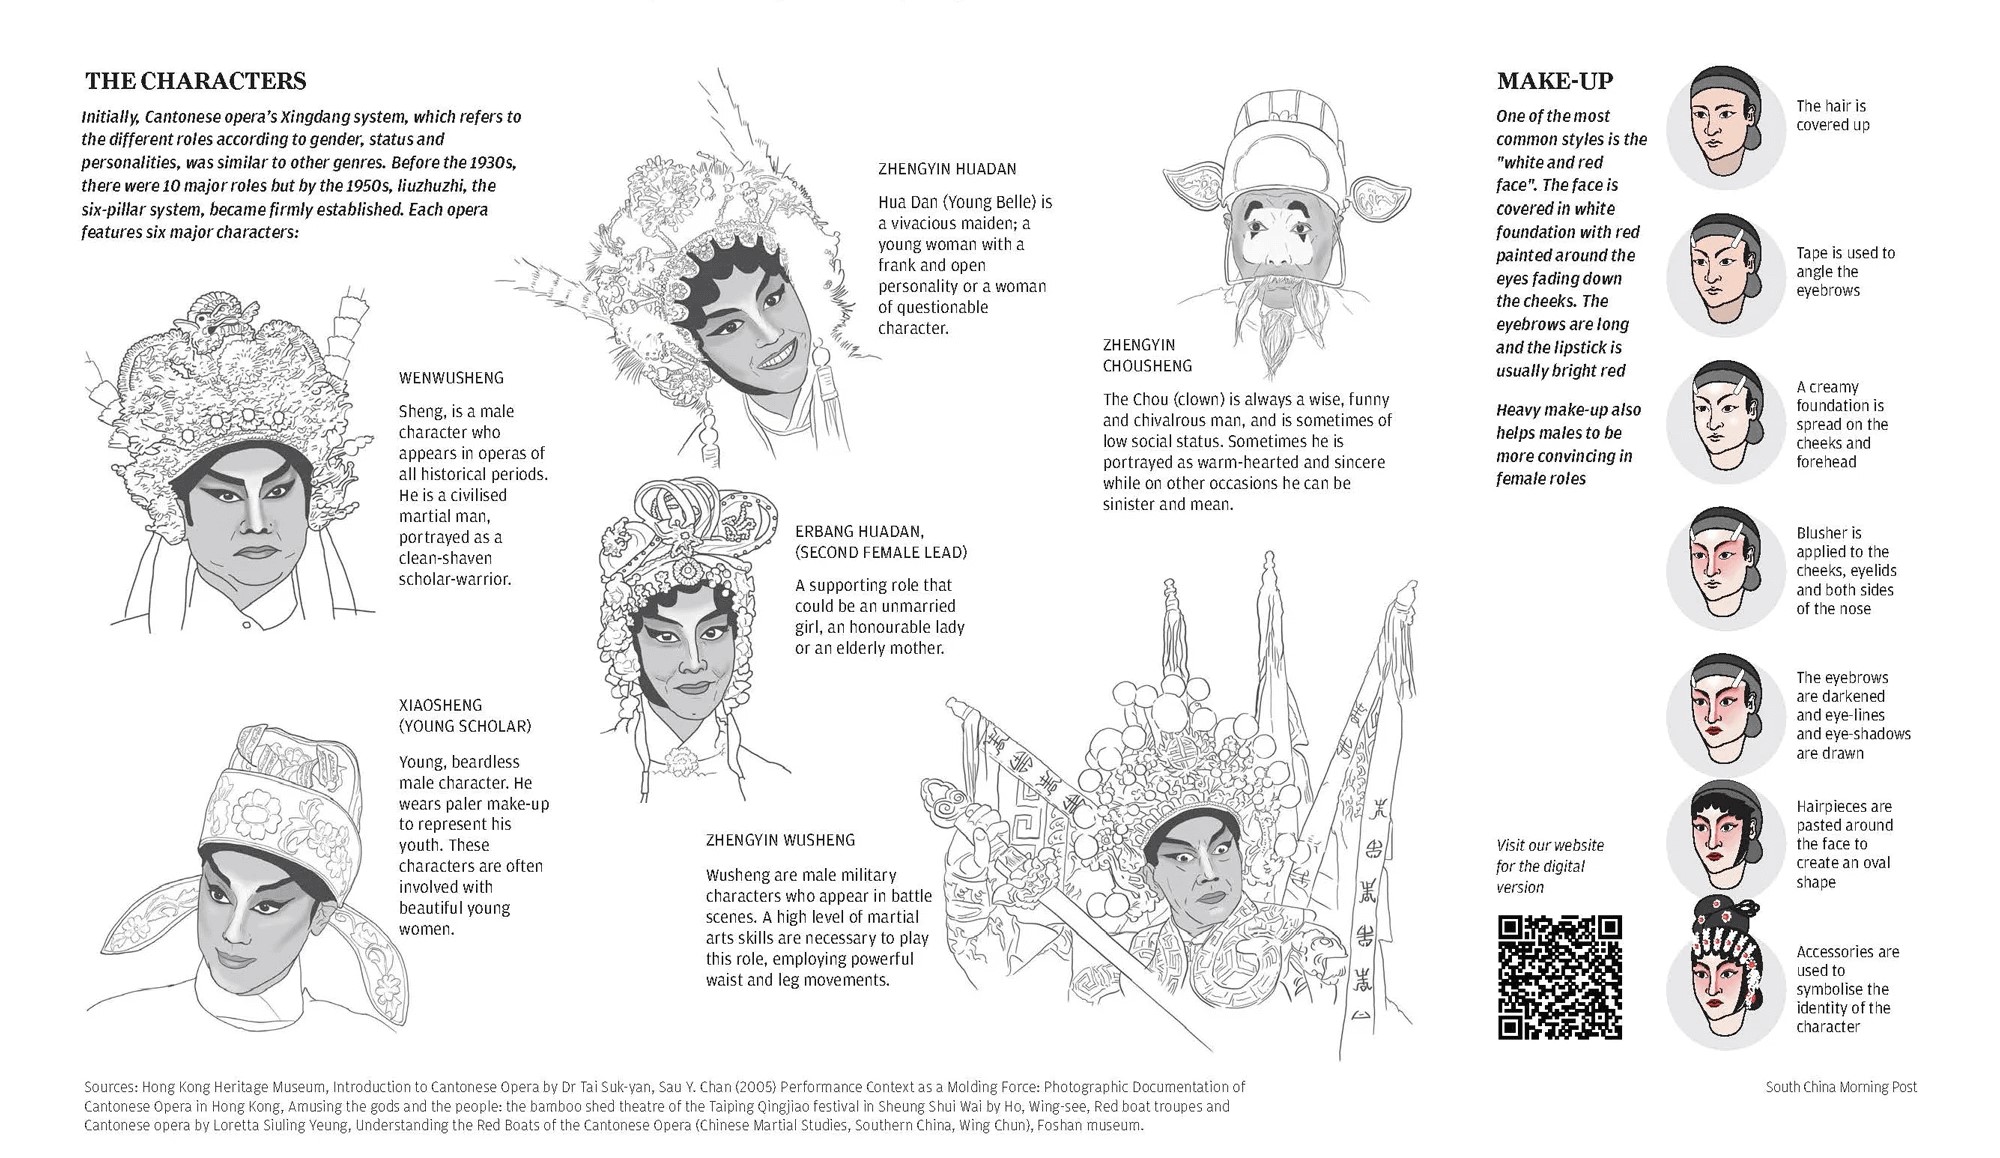 THE CHARACTERS
Initially, Cantonese opera's Xingdang system, which refers to
the different roles according to gender, status and
personalities, was similar to other genres. Before the 1930s,
there were 10 major roles but by the 1950s, liuzhuzhi, the
six-pillar system, became firmly established. Each opera
features six major characters:
WENWUSHENG
Sheng, is a male
character who
appears in operas of
all historical periods.
He is a civilised
martial man,
portrayed as a
clean-shaven
scholar-warrior.
XIAOSHENG
(YOUNG SCHOLAR)
Young, beardless
male character. He
wears paler make-up
to represent his
youth. These
characters are often
involved with
beautiful young
women.
ZHENGYIN HUADAN
Hua Dan (Young Belle) is
a vivacious maiden; a
young woman with a
frank and open
personality or a woman
of questionable
character.
ERBANG HUADAN,
(SECOND FEMALE LEAD)
A supporting role that
could be an unmarried
girl, an honourable lady
or an elderly mother.
ZHENGYIN WUSHENG
Wusheng are male military
characters who appear in battle
scenes. A high level of martial
arts skills are necessary to play
this role, employing powerful
waist and leg movements.
ZHENGYIN
CHOUSHENG
The Chou (clown) is always a wise, funny
and chivalrous man, and is sometimes of
low social status. Sometimes he is
portrayed as warm-hearted and sincere
while on other occasions he can be
sinister and mean.
MAKE-UP
One of the most
common styles is the
"white and red
face". The face is
covered in white
foundation with red
painted around the
eyes fading down
the cheeks. The
eyebrows are long
and the lipstick is
usually bright red
Heavy make-up also
helps males to be
more convincing in
female roles
Visit our website
for the digital
version
The hair is
covered up
Tape is used to
angle the
eyebrows
A creamy
foundation is
spread on the
cheeks and
forehead
Blusher is
applied to the
cheeks, eyelids
and both sides
of the nose
The eyebrows
are darkened
and eye-lines
and eye-shadows
are drawn
Hairpieces are
pasted around
the face to
create an oval
shape
Accessories are
used to
symbolise the
identity of the
character
Sources: Hong Kong Heritage Museum, Introduction to Cantonese Opera by Dr Tai Suk-yan, Sau Y. Chan (2005) Performance Context as a Molding Force: Photographic Documentation of
Cantonese Opera in Hong Kong, Amusing the gods and the people: the bamboo shed theatre of the Taiping Qingjiao festival in Sheung Shui Wai by Ho, Wing-see, Red boat troupes and
Cantonese opera by Loretta Siuling Yeung, Understanding the Red Boats of the Cantonese Opera (Chinese Martial Studies, Southern China, Wing Chun), Foshan museum.
South China Morning Post